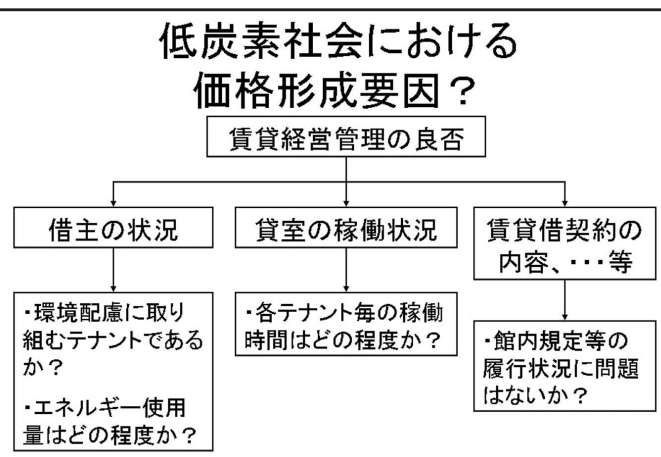 低炭素社会における
価格形成要因？
賃貸経営管理の良否
借主の状況
貸室の稼働状況
賃貸借契約の
内容、・・・等
・環境配慮に取り
組むテナントである
か？
・エネルギー使用
量はどの程度か？
・各テナント毎の稼働
時間はどの程度か？
・館内規定等の
履行状況に問題
はないか？